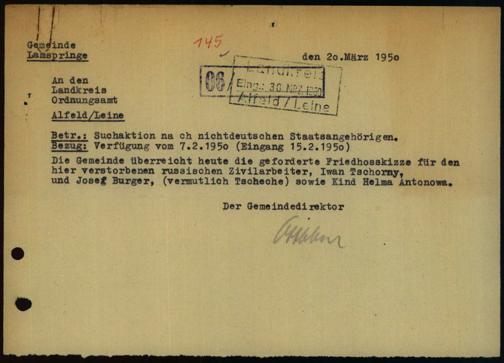 145
Gemeinde
Lamspringe
den 20.März 1950
06
Landkreis
Eing.: 30. MRZ. 1950
Alfeld/Leine
An den
Landkreis
Ordnungsamt
Alfeld/Leine
Betr.: Suchaktion na ch nichtdeutschen Staatsangehörigen.
Bezug: Verfügung vom 7.2.1950 (Eingang 15.2.1950)
Die Gemeinde überreicht heute die geforderte Friedhosskizze für den
hier verstorbenen russischen Zivilarbeiter, Iwan Tschorny,
und Josef Burger, (vermutlich Tscheche) sowie Kind Helma Antonowa.
Der Gemeindedirektor